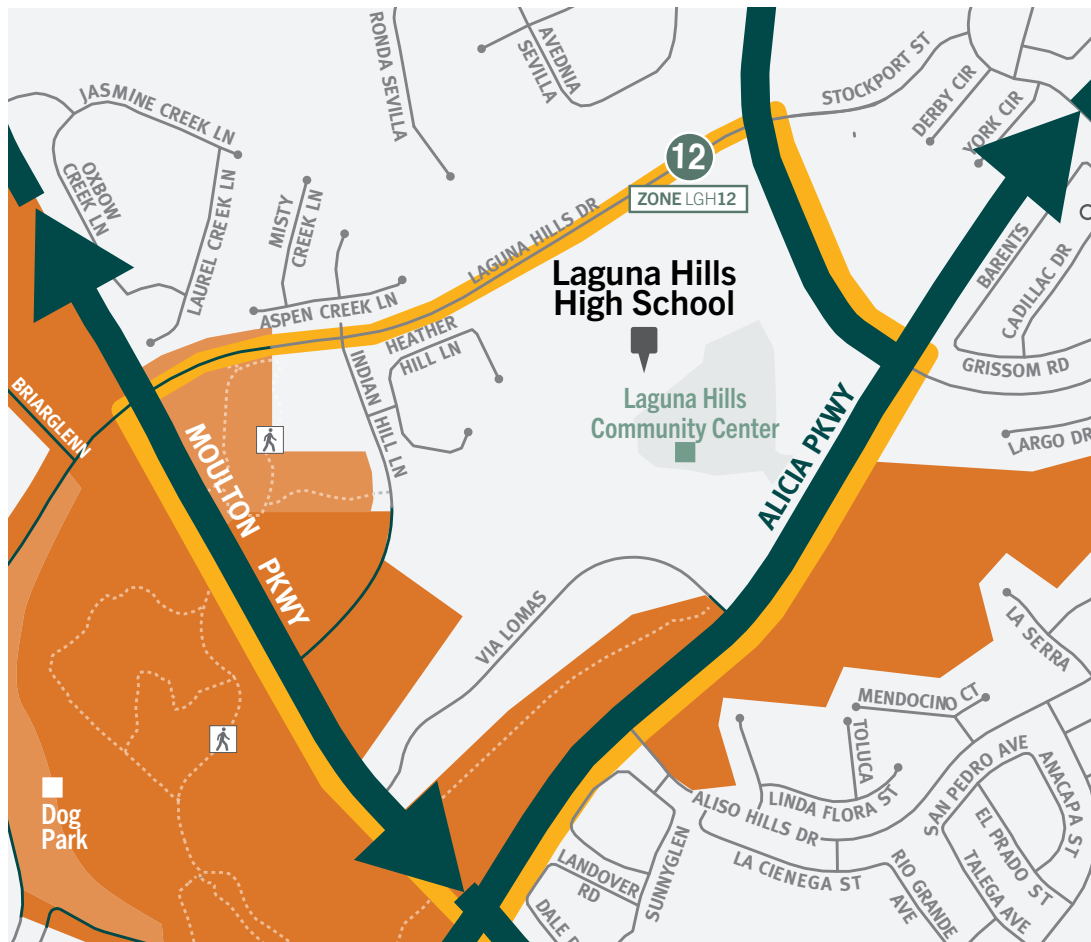 RONDA SEVILLA
AVEDNIA
SEVILLA
STOCKPORT ST
DERBY CIR
YORK CIR
JASMINE CREEK LN
OXBOW
CREEK LN
LAUREL CREEK LN
MISTY
CREEK LN
12
ZONE LGH12
LAGUNA HILLS DR
BARENTS
CADILLAC DR
ASPEN CREEK LN
Laguna Hills
High School
HEATHER
HILL LN
INDIAN HILL LN
GRISSOM RD
BRIARGLENN
Laguna Hills
Community Center
LARGO DR
MOULTON PKWY
ALICIA PKWY
VIA LOMAS
LA SERRA
MENDOCINO CT
TOLUCA
SAN PEDRO AVE
ANACAPA ST
Dog
Park
LINDA FLORA ST
ALISO HILLS DR
EL PRADO ST
TALEGA AVE
LA CIENEGA ST
RIO GRANDE
AVE
SUNNYGLEN
LANDOVER
RD
DALE